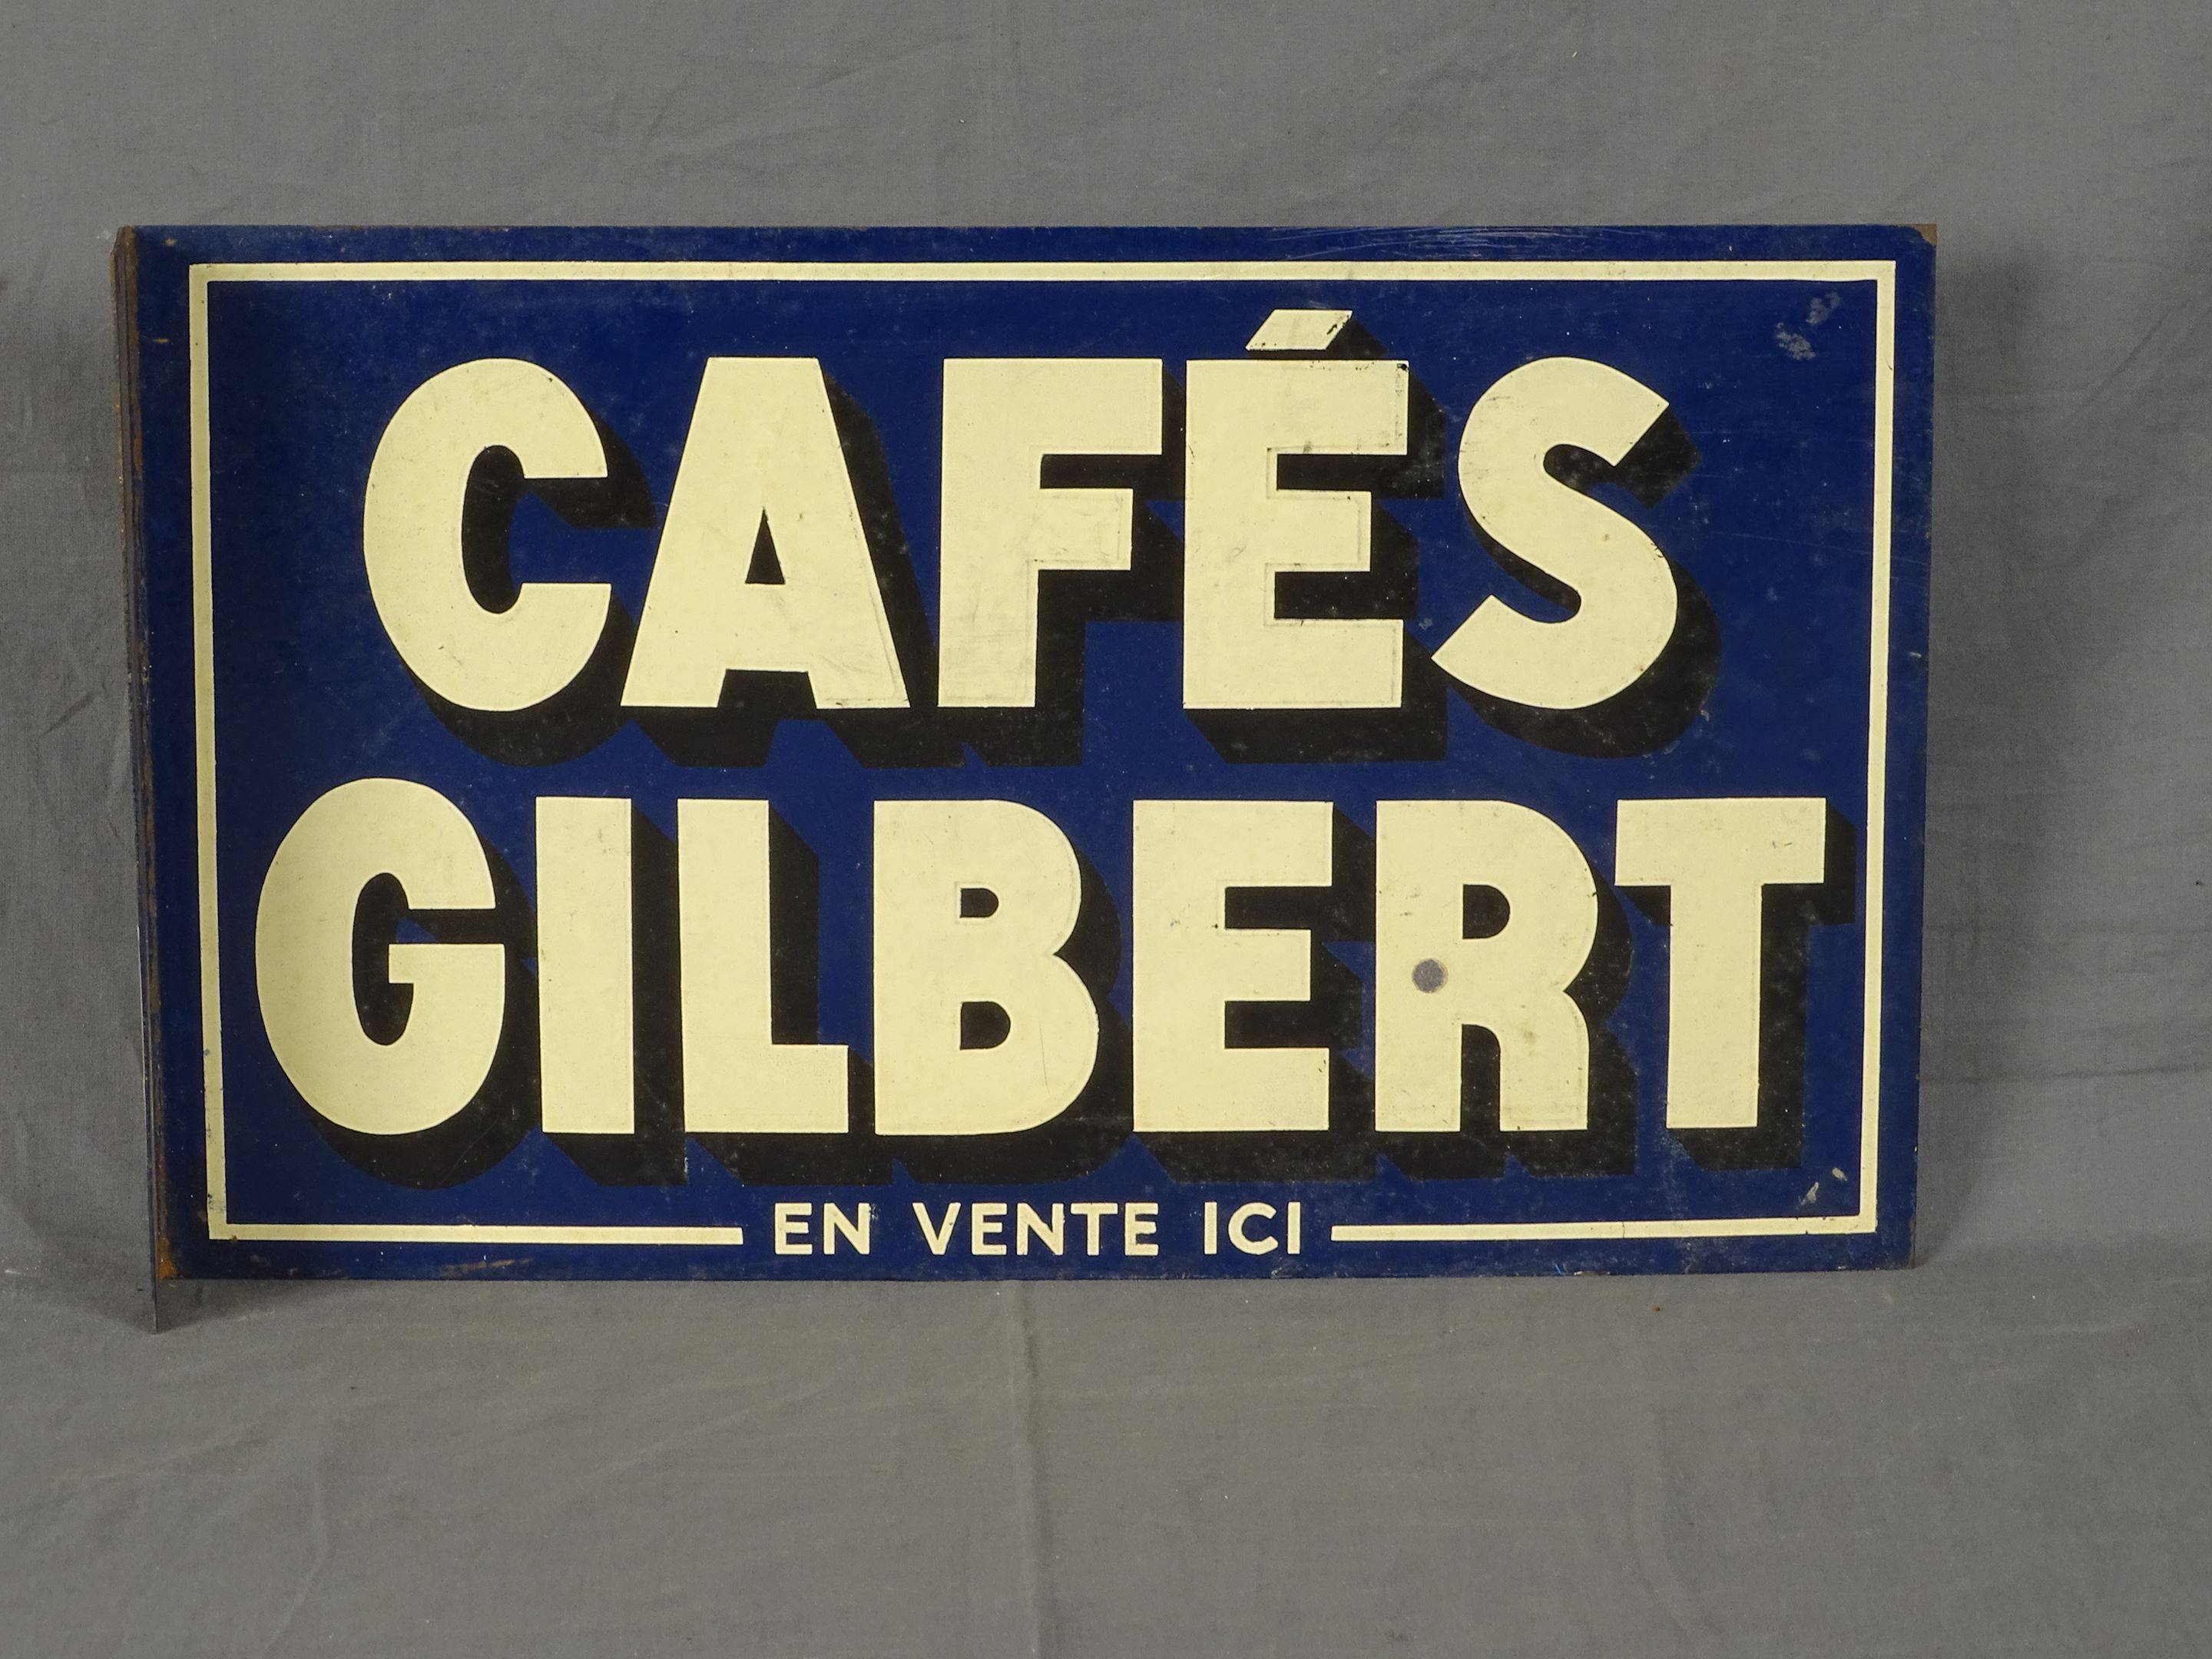 CAFÉS
GILBERT
EN VENTE ICI